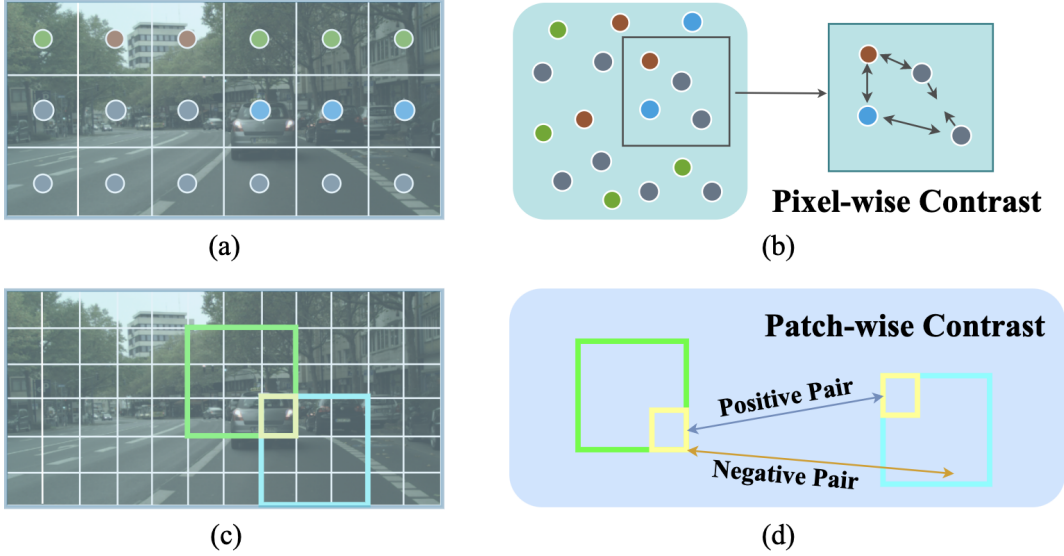 Pixel-wise Contrast
(a)
(b)
Patch-wise Contrast
Positive Pair
Negative Pair
(c)
(d)